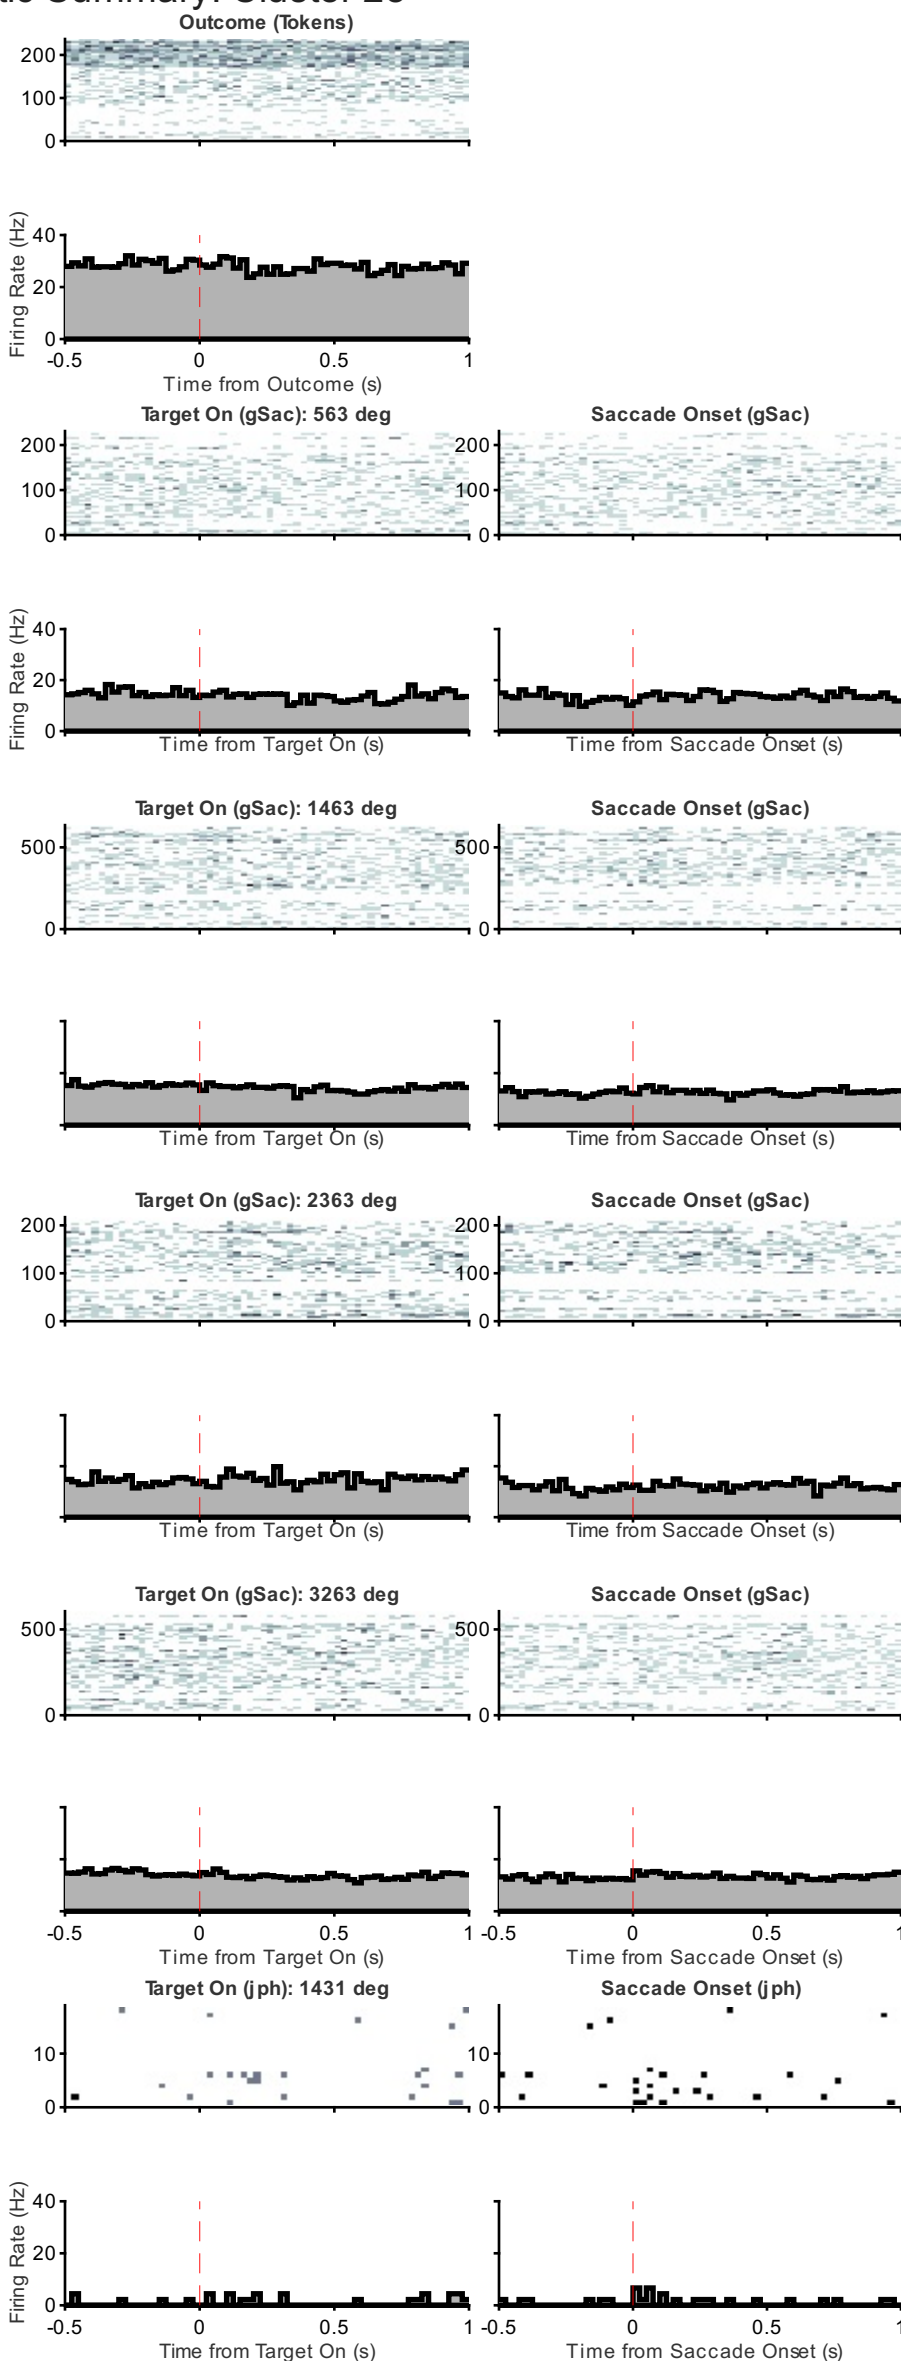 Summary: Cluster
Outcome (Tokens)
200
100
0
Firing Rate (Hz)
40
20
0
-0.5 0 0.5 1
Time from Outcome (s)
Target On (gSac): 563 deg Saccade Onset (gSac)
200 200
100 100
0 0
Firing Rate (Hz)
40
20
0
Time from Target On (s) Time from Saccade Onset (s)
Target On (gSac): 1463 deg Saccade Onset (gSac)
500 500
0 0
Time from Target On (s) Time from Saccade Onset (s)
Target On (gSac): 2363 deg Saccade Onset (gSac)
200 200
100 100
0 0
Time from Target On (s) Time from Saccade Onset (s)
Target On (gSac): 3263 deg Saccade Onset (gSac)
500 500
0 0
-0.5 0 0.5 1 -0.5 0 0.5 1
Time from Target On (s) Time from Saccade Onset (s)
Target On (jph): 1431 deg Saccade Onset (jph)
10 10
0 0
Firing Rate (Hz)
40
20
0
-0.5 0 0.5 1 -0.5 0 0.5 1
Time from Target On (s) Time from Saccade Onset (s)